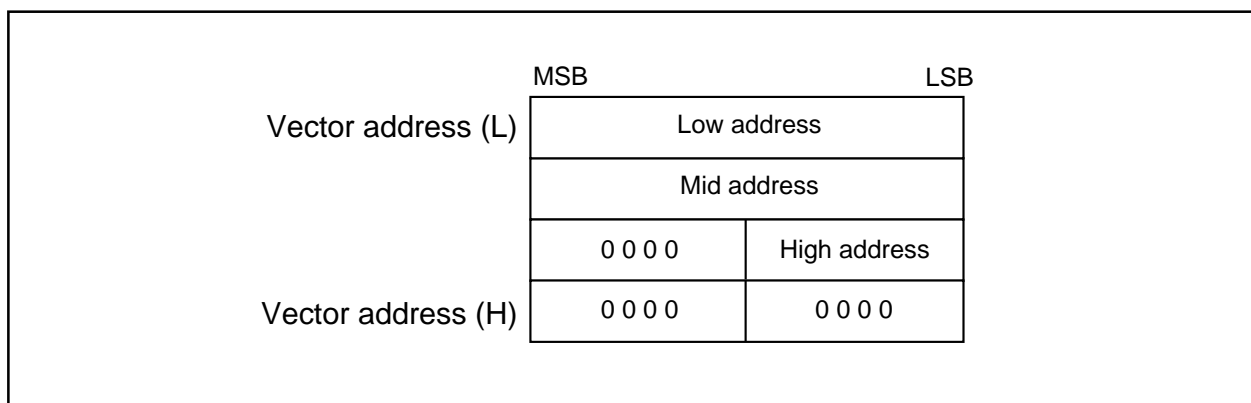 MSB LSB
Vector address (L) Low address
Mid address
0 0 0 0 High address
Vector address (H) 0 0 0 0 0 0 0 0